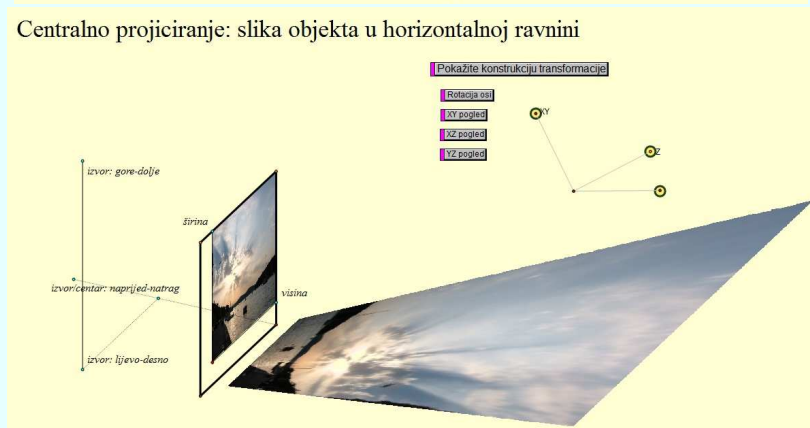 Centralno projiciranje: slika objekta u horizontalnoj ravnini
Pokažite konstrukciju transformacije
Rotacija osi
XY pogled
XZ pogled
YZ pogled
XY
Z
izvor: gore-dolje
širina
izvor/centar: naprijed-natrag
visina
izvor: lijevo-desno